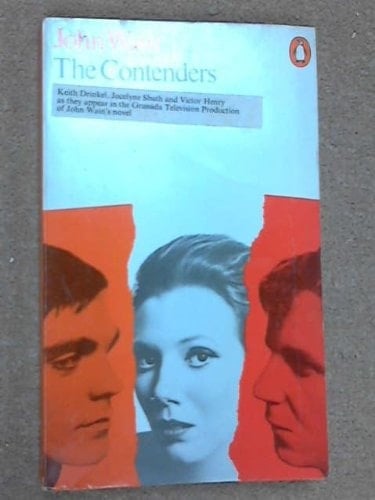 John Wain
The Contenders
Keith Drinkel, Jocelyne Sbath and Victor Henry
as they appear in the Granada Television Production
of John Wain's novel